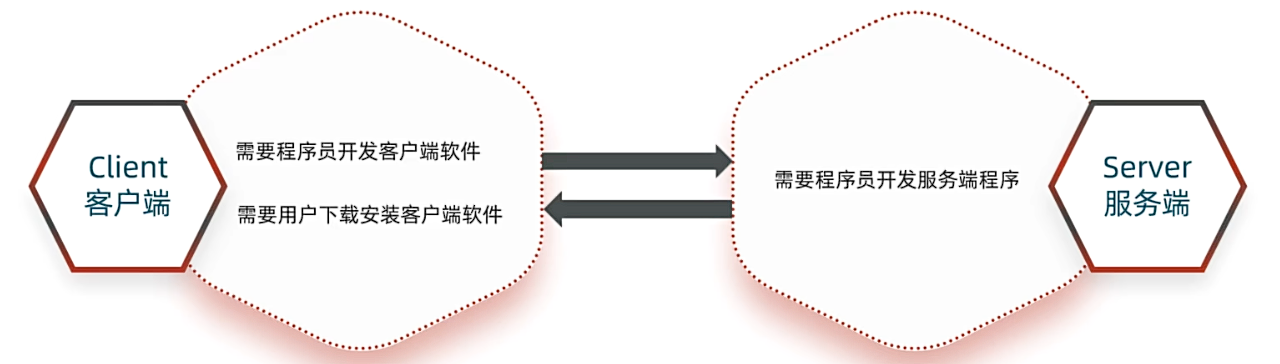 Client
客户端
需要程序员开发客户端软件
需要用户下载安装客户端软件
需要程序员开发服务端程序
Server
服务端